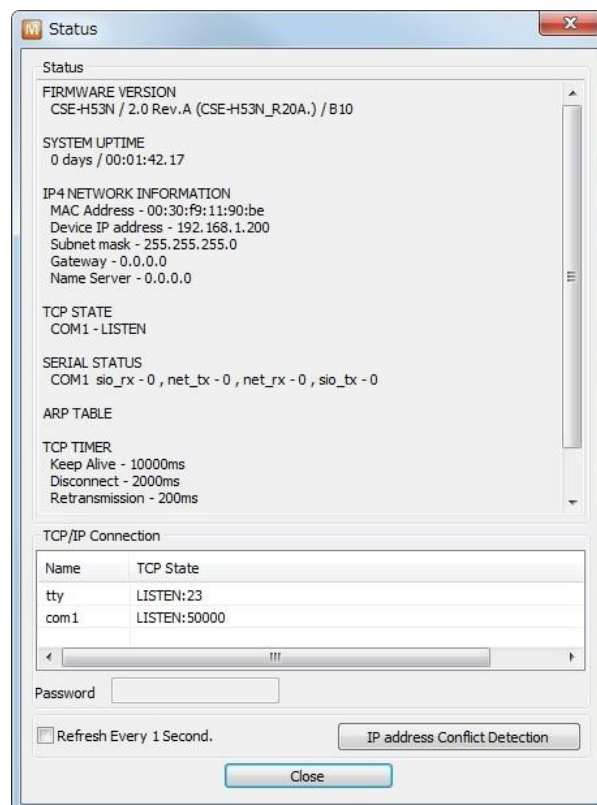 Status
Status
FIRMWARE VERSION
CSE-H53N / 2.0 Rev.A (CSE-H53N_R20A.) / B10
SYSTEM UPTIME
0 days / 00:01:42.17
IP4 NETWORK INFORMATION
MAC Address - 00:30:f9:11:90:be
Device IP address - 192.168.1.200
Subnet mask - 255.255.255.0
Gateway - 0.0.0.0
Name Server - 0.0.0.0
TCP STATE
COM1 - LISTEN
SERIAL STATUS
COM1 sio_rx - 0 , net_tx - 0 , net_rx - 0 , sio_tx - 0
ARP TABLE
TCP TIMER
Keep Alive - 10000ms
Disconnect - 2000ms
Retransmission - 200ms
TCP/IP Connection
Name TCP State
tty LISTEN:23
com1 LISTEN:50000
Password
Refresh Every 1 Second. IP address Conflict Detection
Close